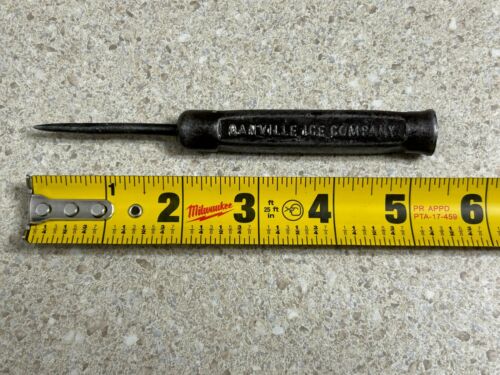 DANVILLE ICE COMPANY
1 2 Milwaukee 3 ft 25 ft in 4 5 PR APPD PTA-17-459 6